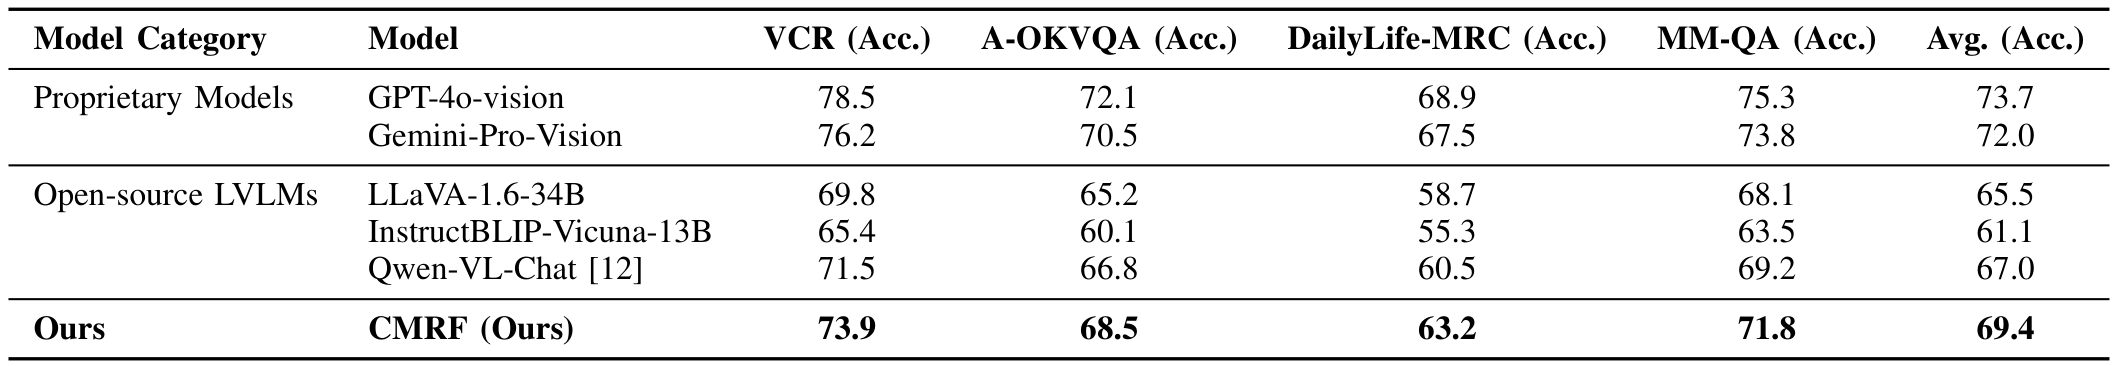 Model Category Model VCR (Acc.) A-OKVQA (Acc.) DailyLife-MRC (Acc.) MM-QA (Acc.) Avg. (Acc.)
Proprietary Models GPT-4o-vision 78.5 72.1 68.9 75.3 73.7
Gemini-Pro-Vision 76.2 70.5 67.5 73.8 72.0
Open-source LVLMs LLaVA-1.6-34B 69.8 65.2 58.7 68.1 65.5
InstructBLIP-Vicuna-13B 65.4 60.1 55.3 63.5 61.1
Qwen-VL-Chat [12] 71.5 66.8 60.5 69.2 67.0
Ours CMRF (Ours) 73.9 68.5 63.2 71.8 69.4